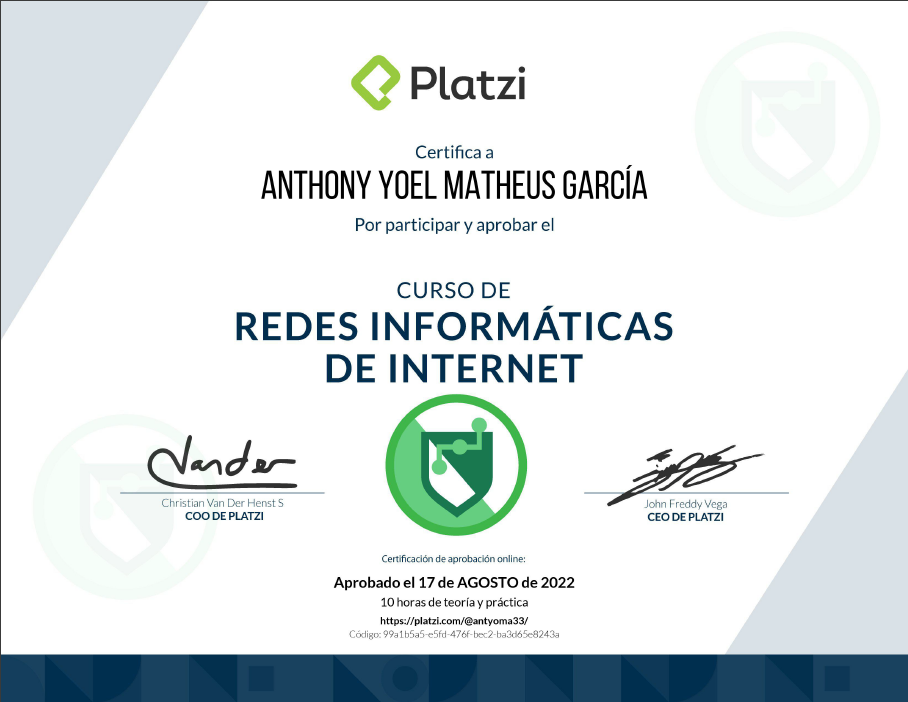 Platzi
Certifica a
ANTHONY YOEL MATHEUS GARCÍA
Por participar y aprobar el
CURSO DE
REDES INFORMÁTICAS
DE INTERNET
Vander
Christian Van Der Henst S
COO DE PLATZI
John Freddy Vega
CEO DE PLATZI
Certificación de aprobación online:
Aprobado el 17 de AGOSTO de 2022
10 horas de teoría y práctica
https://platzi.com/@antyoma33/
Código: 99a1b5a5-e5fd-476f-bec2-ba3d65e8243a